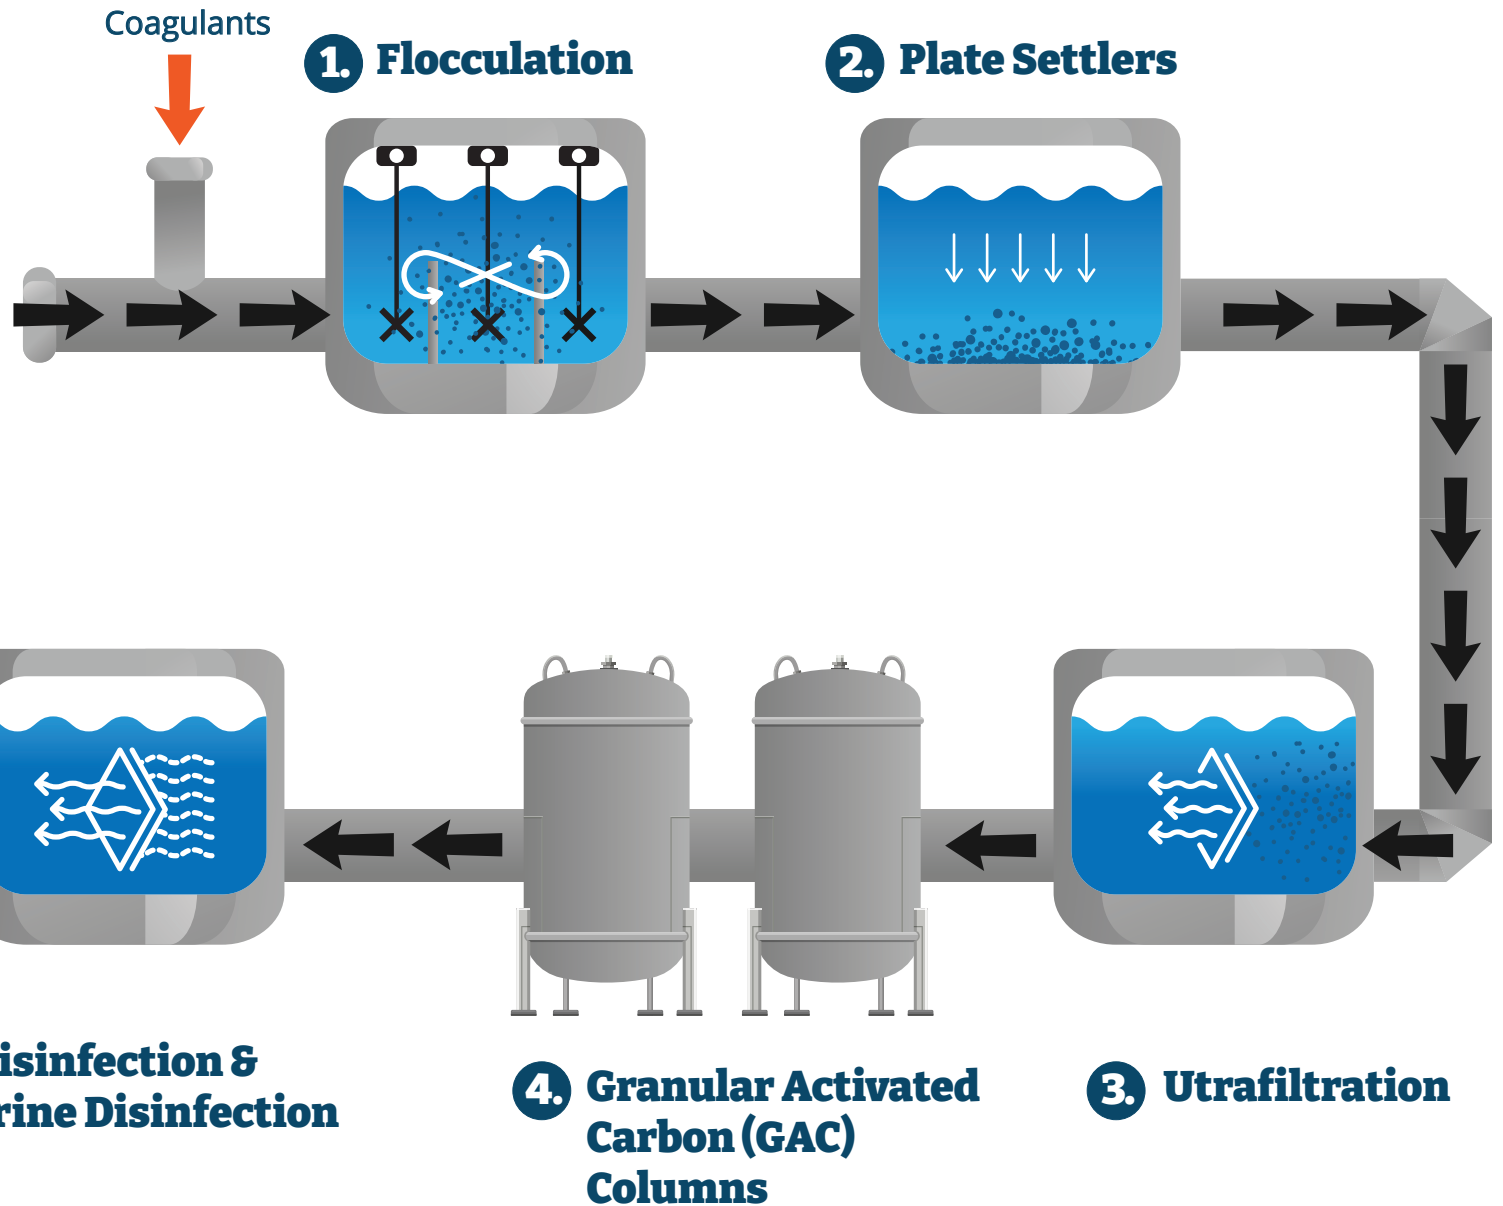 Coagulants
1. Flocculation
2. Plate Settlers
isinfection &
rine Disinfection
4. Granular Activated
Carbon (GAC)
Columns
3. Utrafiltration